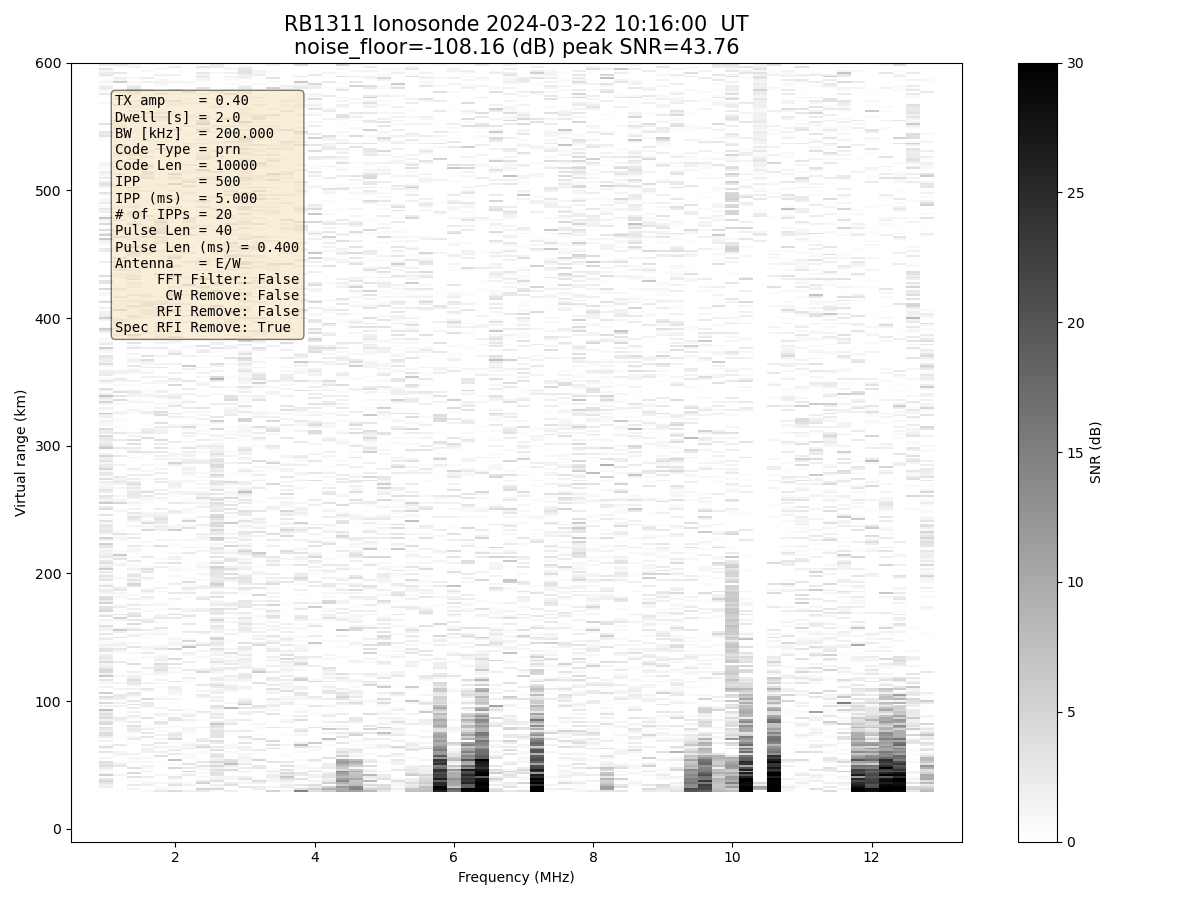 RB1311 Ionosonde 2024-03-22 10:16:00  UT
noise_floor=-108.16 (dB) peak SNR=43.76
TX amp    = 0.40
Dwell [s] = 2.0
BW [kHz]  = 200.000
Code Type = prn
Code Len  = 10000
IPP       = 500
IPP (ms)  = 5.000
# of IPPs = 20
Pulse Len = 40
Pulse Len (ms) = 0.400
Antenna   = E/W
FFT Filter: False
CW Remove: False
RFI Remove: False
Spec RFI Remove: True
Virtual range (km)
600
500
400
300
200
100
0
2 4 6 8 10 12
Frequency (MHz)
30
25
20
15
10
5
0
SNR (dB)